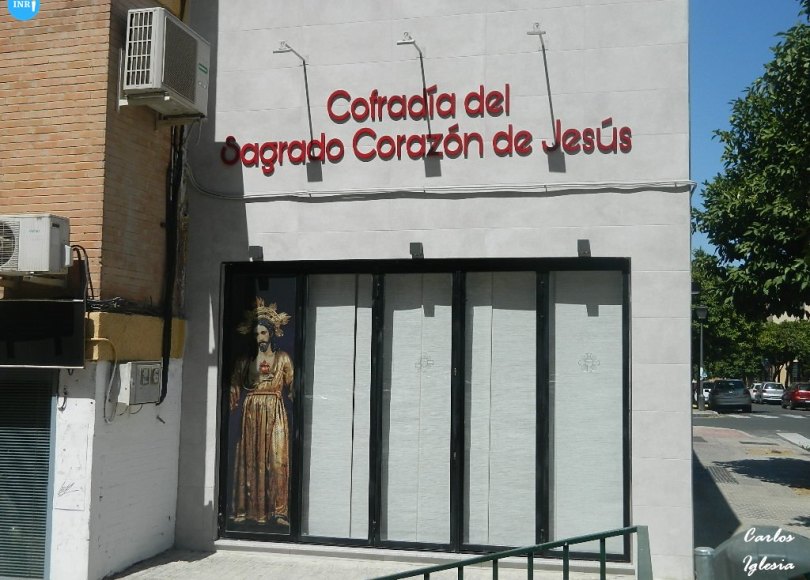 INRI
Cofradía del
Sagrado Corazón de Jesús
Carlos
Iglesia